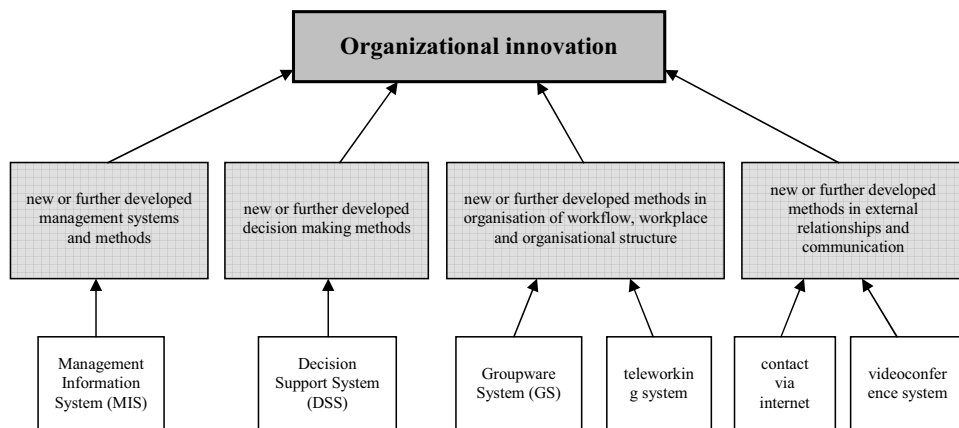 Organizational innovation
new or further developed
management systems
and methods
new or further developed
decision making methods
new or further developed methods in
organisation of workflow, workplace
and organisational structure
new or further developed
methods in external
relationships and
communication
Management
Information
System (MIS)
Decision
Support System
(DSS)
Groupware
System (GS)
teleworkin
g system
contact
via
internet
videoconfer
ence system